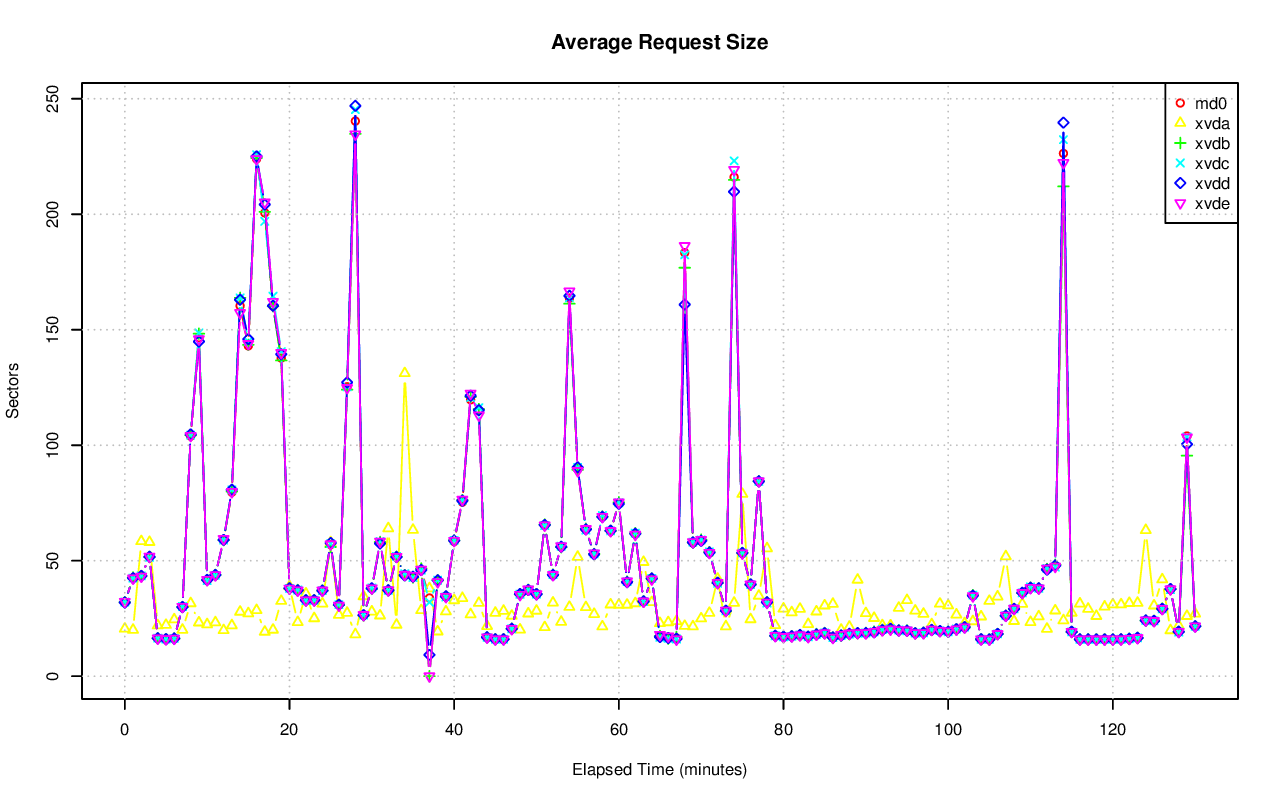 Average Request Size
250
200
150
100
50
0
Sectors
md0
xvda
xvdb
xvdc
xvdd
xvde
0 20 40 60 80 100 120
Elapsed Time (minutes)